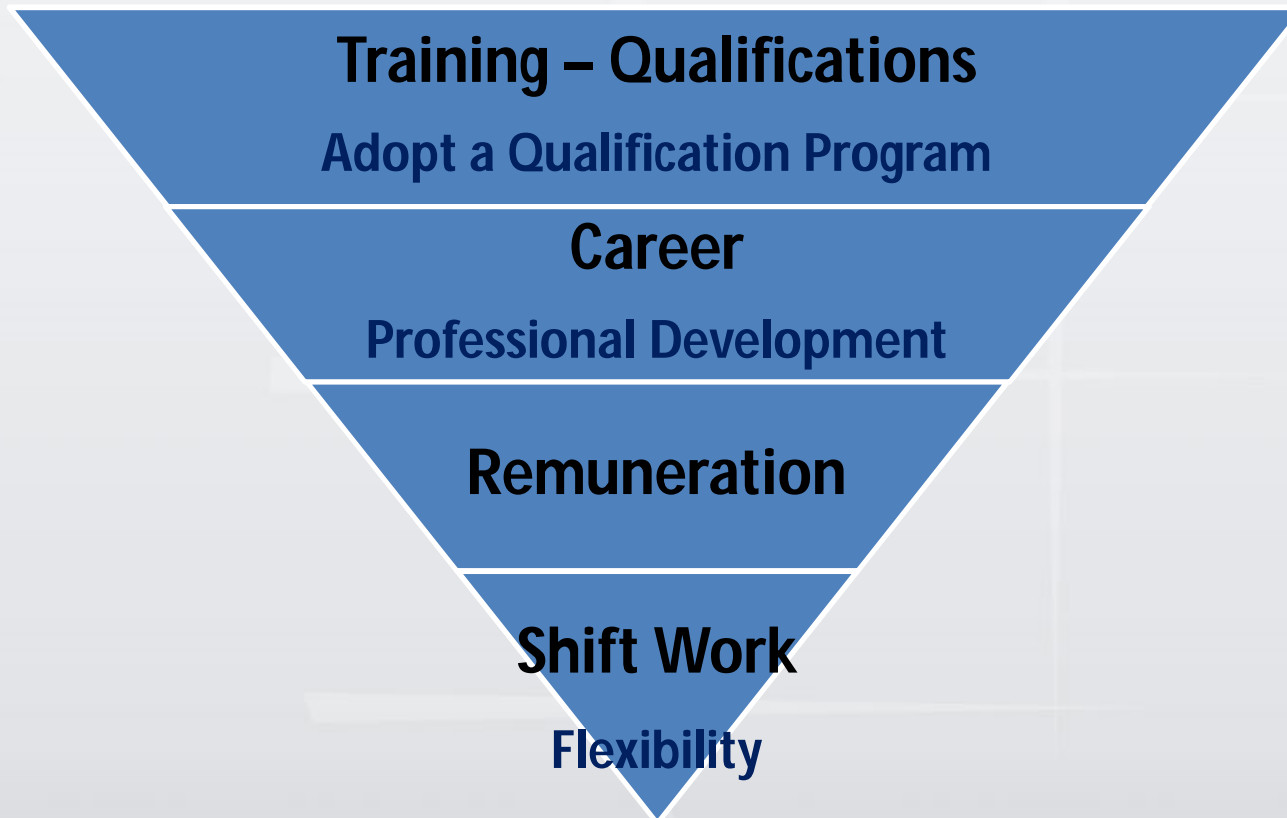 Training – Qualifications
Adopt a Qualification Program
Career
Professional Development
Remuneration
Shift Work
Flexibility